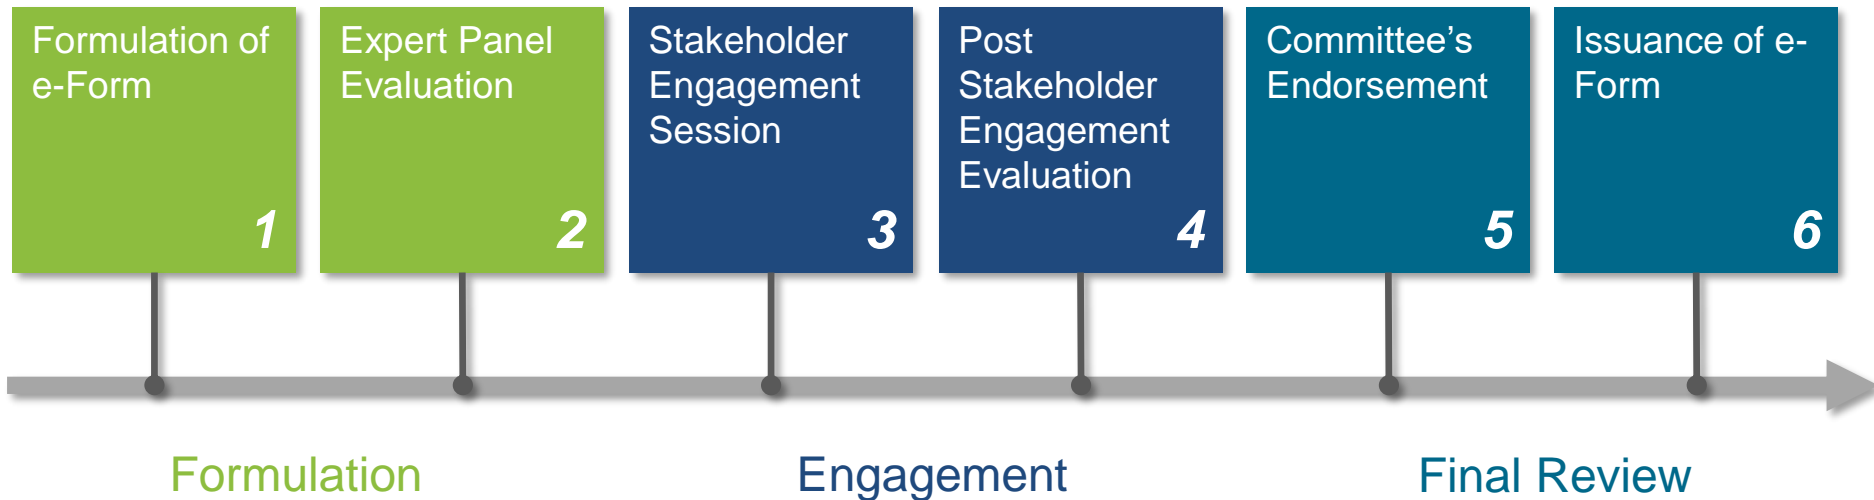 Formulation of
e-Form
1
Expert Panel
Evaluation
2
Stakeholder
Engagement
Session
3
Post
Stakeholder
Engagement
Evaluation
4
Committee’s
Endorsement
5
Issuance of e-
Form
6
Formulation
Engagement
Final Review